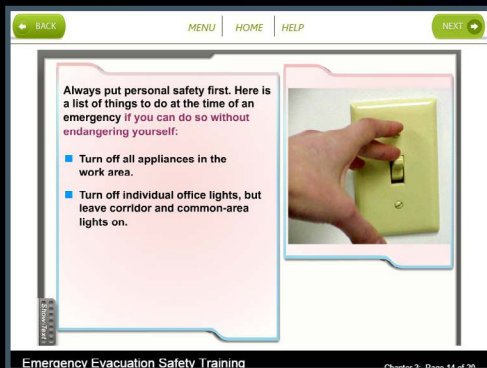 BACK
MENU HOME HELP
NEXT
Always put personal safety first. Here is
a list of things to do at the time of an
emergency if you can do so without
endangering yourself:
Turn off all appliances in the
work area.
Turn off individual office lights, but
leave corridor and common-area
lights on.
ShowText
Emergency Evacuation Safety Training
Chapter 2: Page 14 of 20